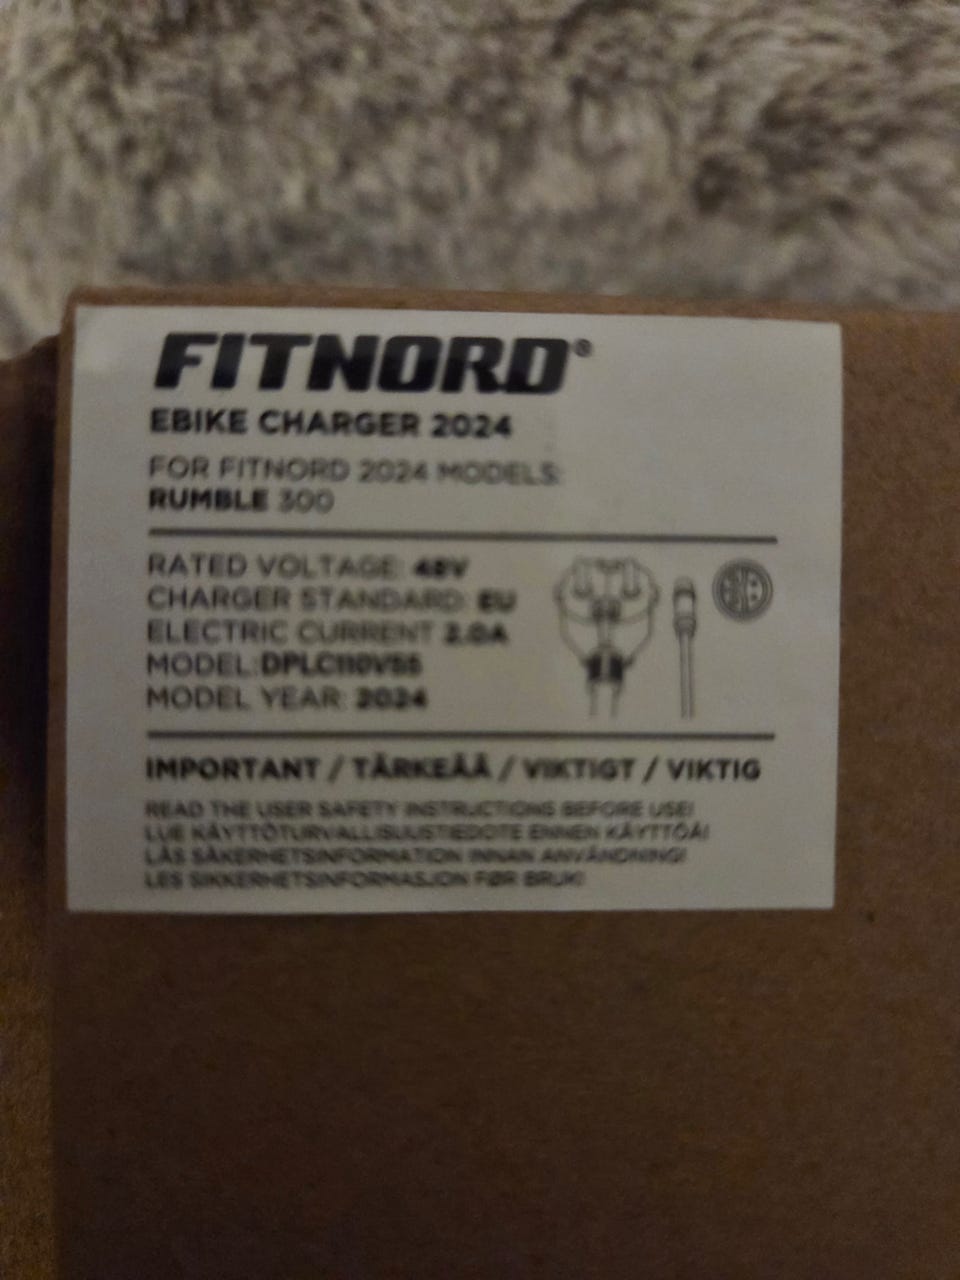 FITNORD®
EBIKE CHARGER 2024
FOR FITNORD 2024 MODELS:
RUMBLE 300
RATED VOLTAGE: 48V
CHARGER STANDARD: EU
ELECTRIC CURRENT 2.0A
MODEL:DPLC110V55
MODEL YEAR: 2024
IMPORTANT / TÄRKEÄÄ / VIKTIGT / VIKTIG
READ THE USER SAFETY INSTRUCTIONS BEFORE USE!
LUE KÄYTTÖTURVALLISUUSTIEDOTE ENNEN KÄYTTÖÄ!
LÄS SÄKERHETSINFORMATION INNAN ANVÄNDNING!
LES SIKKERHETSINFORMASJON FØR BRUK!